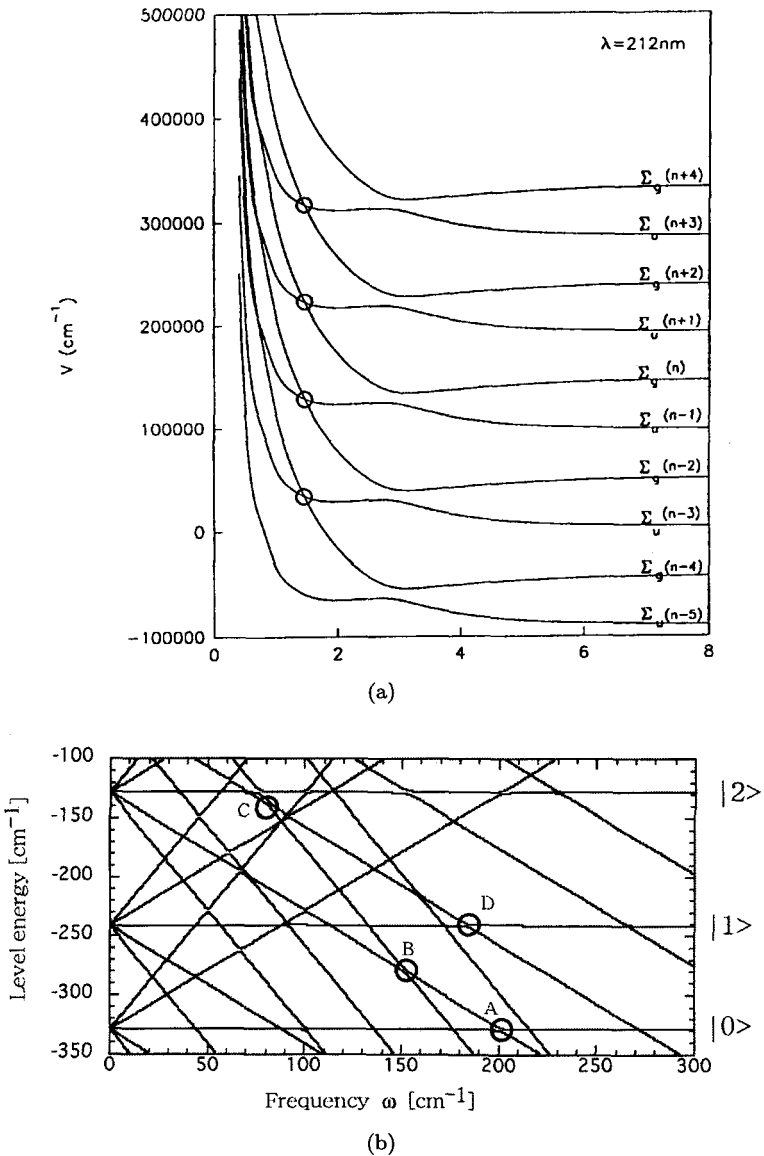 500000
λ=212nm
400000
Σg(n+4)
300000
Σu(n+3)
Σg(n+2)
200000
Σu(n+1)
Σg(n)
100000
Σu(n-1)
Σg(n-2)
0
Σu(n-3)
Σg(n-4)
-100000
Σu(n-5)
V (cm⁻¹)
0 2 4 6 8
(a)
-100
-150
-200
-250
-300
-350
Level energy [cm⁻¹]
C
D
B
A
|2>
|1>
|0>
0 50 100 150 200 250 300
Frequency ω [cm⁻¹]
(b)